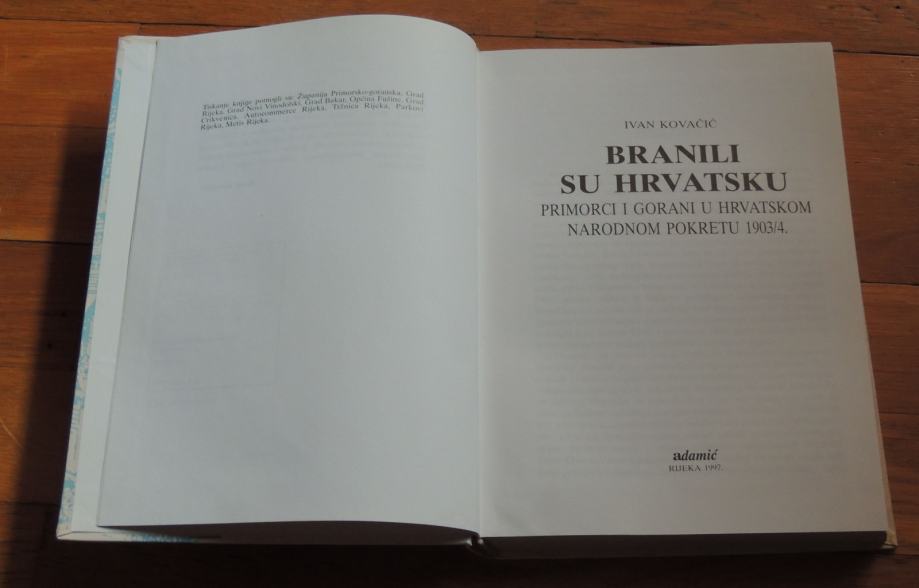 Tiskanje knjige pomogli su: Županija Primorsko-goranska, Grad
Rijeka, Grad Novi Vinodolski, Grad Bakar, Općina Fužine, Grad
Crikvenica, Autocommerce Rijeka, Tržnica Rijeka, Parkovi
Rijeka, Metis Rijeka.
IVAN KOVAČIĆ
BRANILI
SU HRVATSKU
PRIMORCI I GORANI U HRVATSKOM
NARODNOM POKRETU 1903/4.
adamić
RIJEKA 1997.